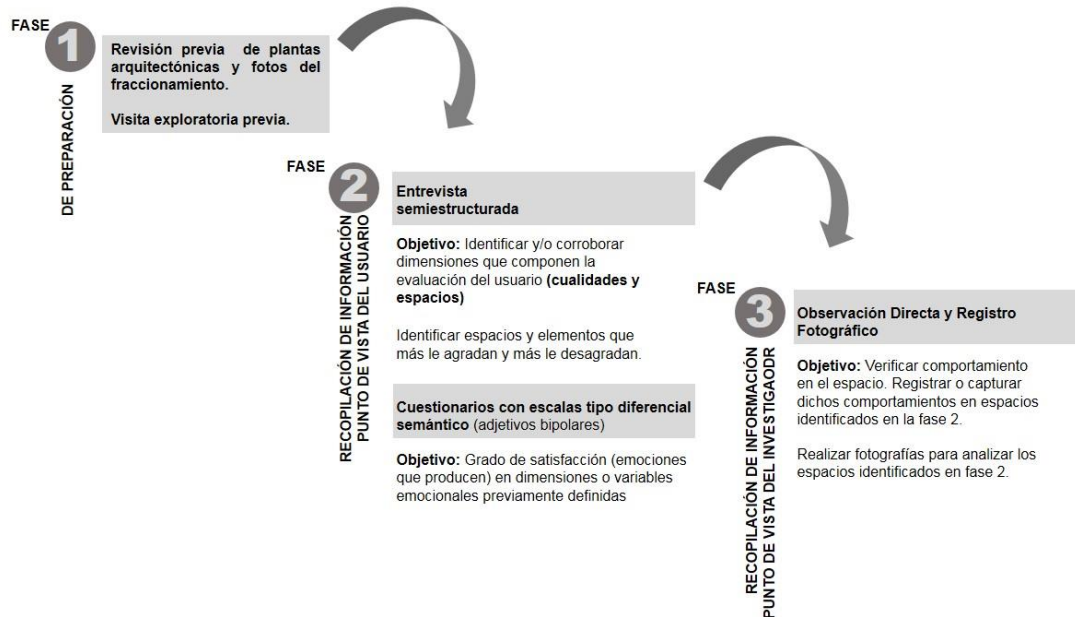 FASE
1
DE PREPARACIÓN
Revisión previa de plantas
arquitectónicas y fotos del
fraccionamiento.
Visita exploratoria previa.
FASE
2
RECOPILACIÓN DE INFORMACIÓN
PUNTO DE VISTA DEL USUARIO
Entrevista
semiestructurada
Objetivo: Identificar y/o corroborar
dimensiones que componen la
evaluación del usuario (cualidades y
espacios)
Identificar espacios y elementos que
más le agradan y más le desagradan.
Cuestionarios con escalas tipo diferencial
semántico (adjetivos bipolares)
Objetivo: Grado de satisfacción (emociones
que producen) en dimensiones o variables
emocionales previamente definidas
FASE
3
RECOPILACIÓN DE INFORMACIÓN
PUNTO DE VISTA DEL INVESTIGAODR
Observación Directa y Registro
Fotográfico
Objetivo: Verificar comportamiento
en el espacio. Registrar o capturar
dichos comportamientos en espacios
identificados en la fase 2.
Realizar fotografías para analizar los
espacios identificados en fase 2.